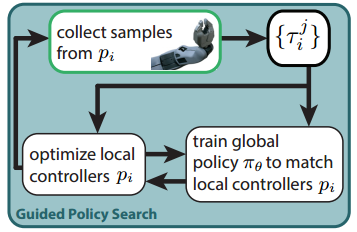 collect samples
from p_i
{τ_i^j}
optimize local
controllers p_i
train global
policy π_θ to match
local controllers p_i
Guided Policy Search